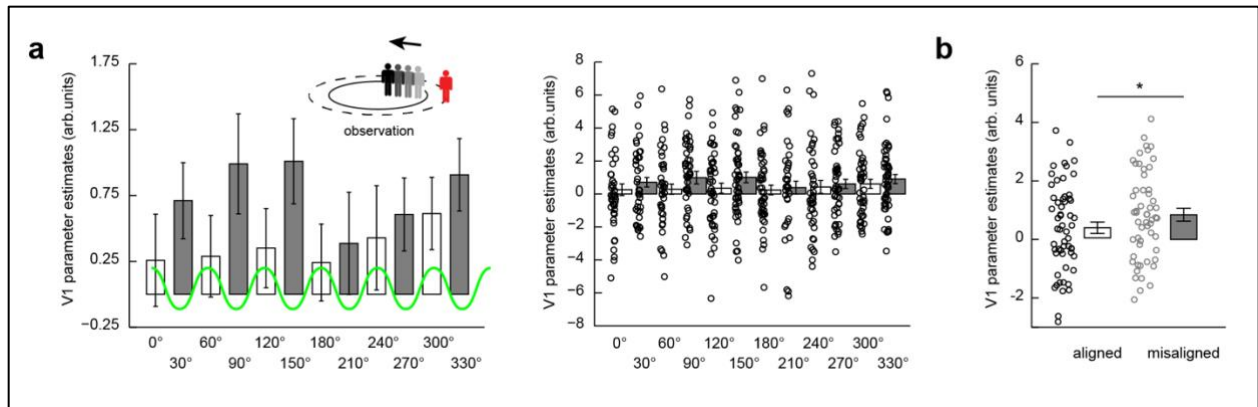 a
V1 parameter estimates (arb.units)
1.75
1.25
0.75
0.25
−0.25
observation
0° 60° 120° 180° 240° 300°
30° 90° 150° 210° 270° 330°
V1 parameter estimates (arb.units)
8
6
4
2
0
−2
−4
−6
−8
0° 60° 120° 180° 240° 300°
30° 90° 150° 210° 270° 330°
b
V1 parameter estimates (arb. units)
6
4
2
0
−2
*
aligned misaligned